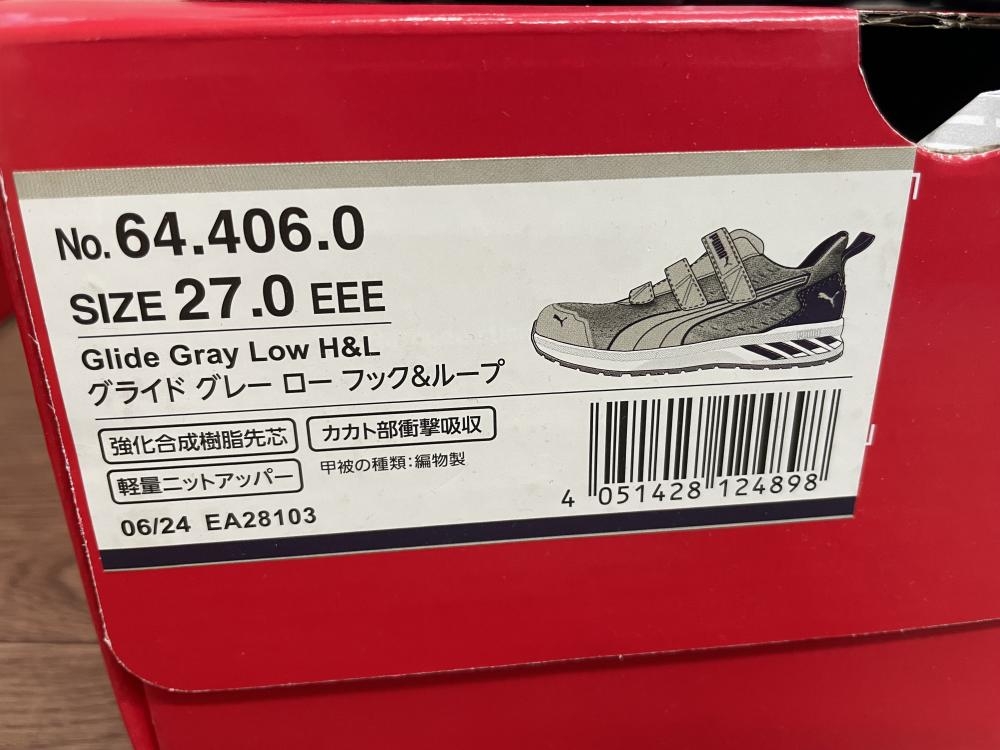 No. 64.406.0
SIZE 27.0 EEE
Glide Gray Low H&L
グライド グレー ロー フック&ループ
強化合成樹脂先芯
カカト部衝撃吸収
軽量ニットアッパー
甲被の種類:編物製
06/24 EA28103
PUMA
4 051428 124898